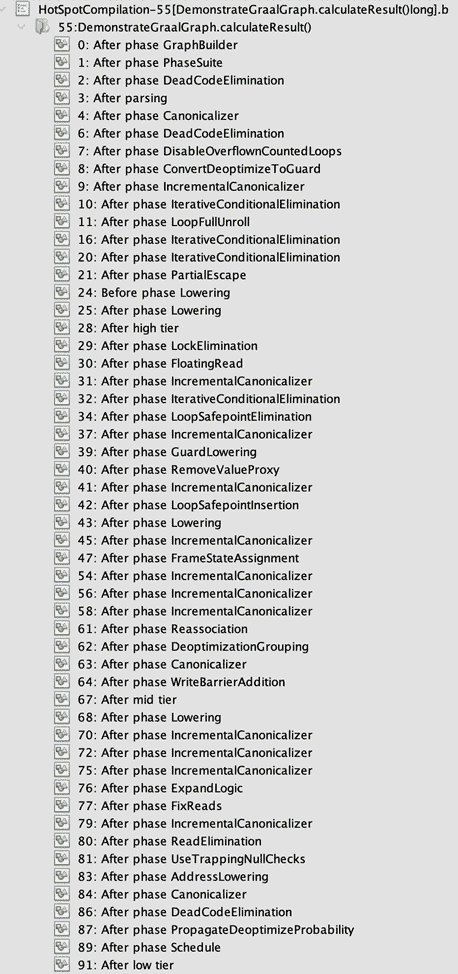 HotSpotCompilation-55[DemonstrateGraalGraph.calculateResult()long].b
55:DemonstrateGraalGraph.calculateResult()
0: After phase GraphBuilder
1: After phase PhaseSuite
2: After phase DeadCodeElimination
3: After parsing
4: After phase Canonicalizer
6: After phase DeadCodeElimination
7: After phase DisableOverflownCountedLoops
8: After phase ConvertDeoptimizeToGuard
9: After phase IncrementalCanonicalizer
10: After phase IterativeConditionalElimination
11: After phase LoopFullUnroll
16: After phase IterativeConditionalElimination
20: After phase IterativeConditionalElimination
21: After phase PartialEscape
24: Before phase Lowering
25: After phase Lowering
28: After high tier
29: After phase LockElimination
30: After phase FloatingRead
31: After phase IncrementalCanonicalizer
32: After phase IterativeConditionalElimination
34: After phase LoopSafepointElimination
37: After phase IncrementalCanonicalizer
39: After phase GuardLowering
40: After phase RemoveValueProxy
41: After phase IncrementalCanonicalizer
42: After phase LoopSafepointInsertion
43: After phase Lowering
45: After phase IncrementalCanonicalizer
47: After phase FrameStateAssignment
54: After phase IncrementalCanonicalizer
56: After phase IncrementalCanonicalizer
58: After phase IncrementalCanonicalizer
61: After phase Reassociation
62: After phase DeoptimizationGrouping
63: After phase Canonicalizer
64: After phase WriteBarrierAddition
67: After mid tier
68: After phase Lowering
70: After phase IncrementalCanonicalizer
72: After phase IncrementalCanonicalizer
75: After phase IncrementalCanonicalizer
76: After phase ExpandLogic
77: After phase FixReads
79: After phase IncrementalCanonicalizer
80: After phase ReadElimination
81: After phase UseTrappingNullChecks
83: After phase AddressLowering
84: After phase Canonicalizer
86: After phase DeadCodeElimination
87: After phase PropagateDeoptimizeProbability
89: After phase Schedule
91: After low tier